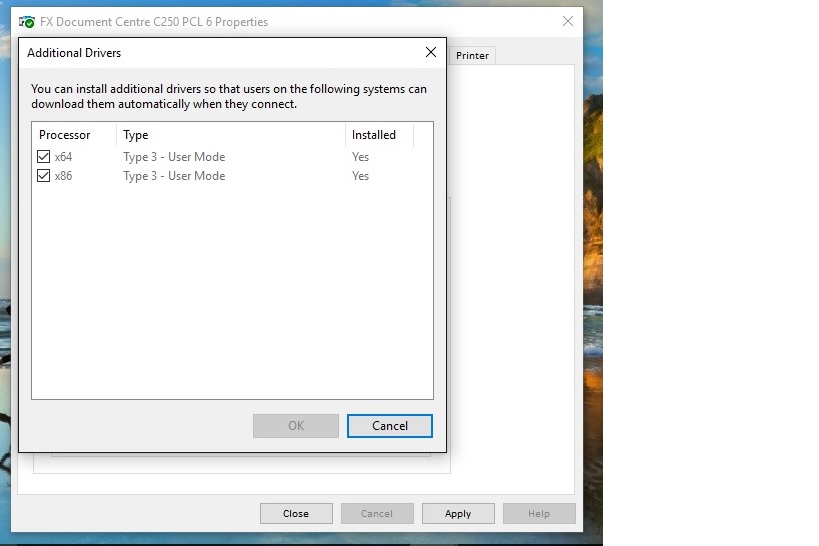 FX Document Centre C250 PCL 6 Properties
Additional Drivers
Printer
You can install additional drivers so that users on the following systems can
download them automatically when they connect.
Processor Type Installed
x64 Type 3 - User Mode Yes
x86 Type 3 - User Mode Yes
OK Cancel
Close Cancel Apply Help